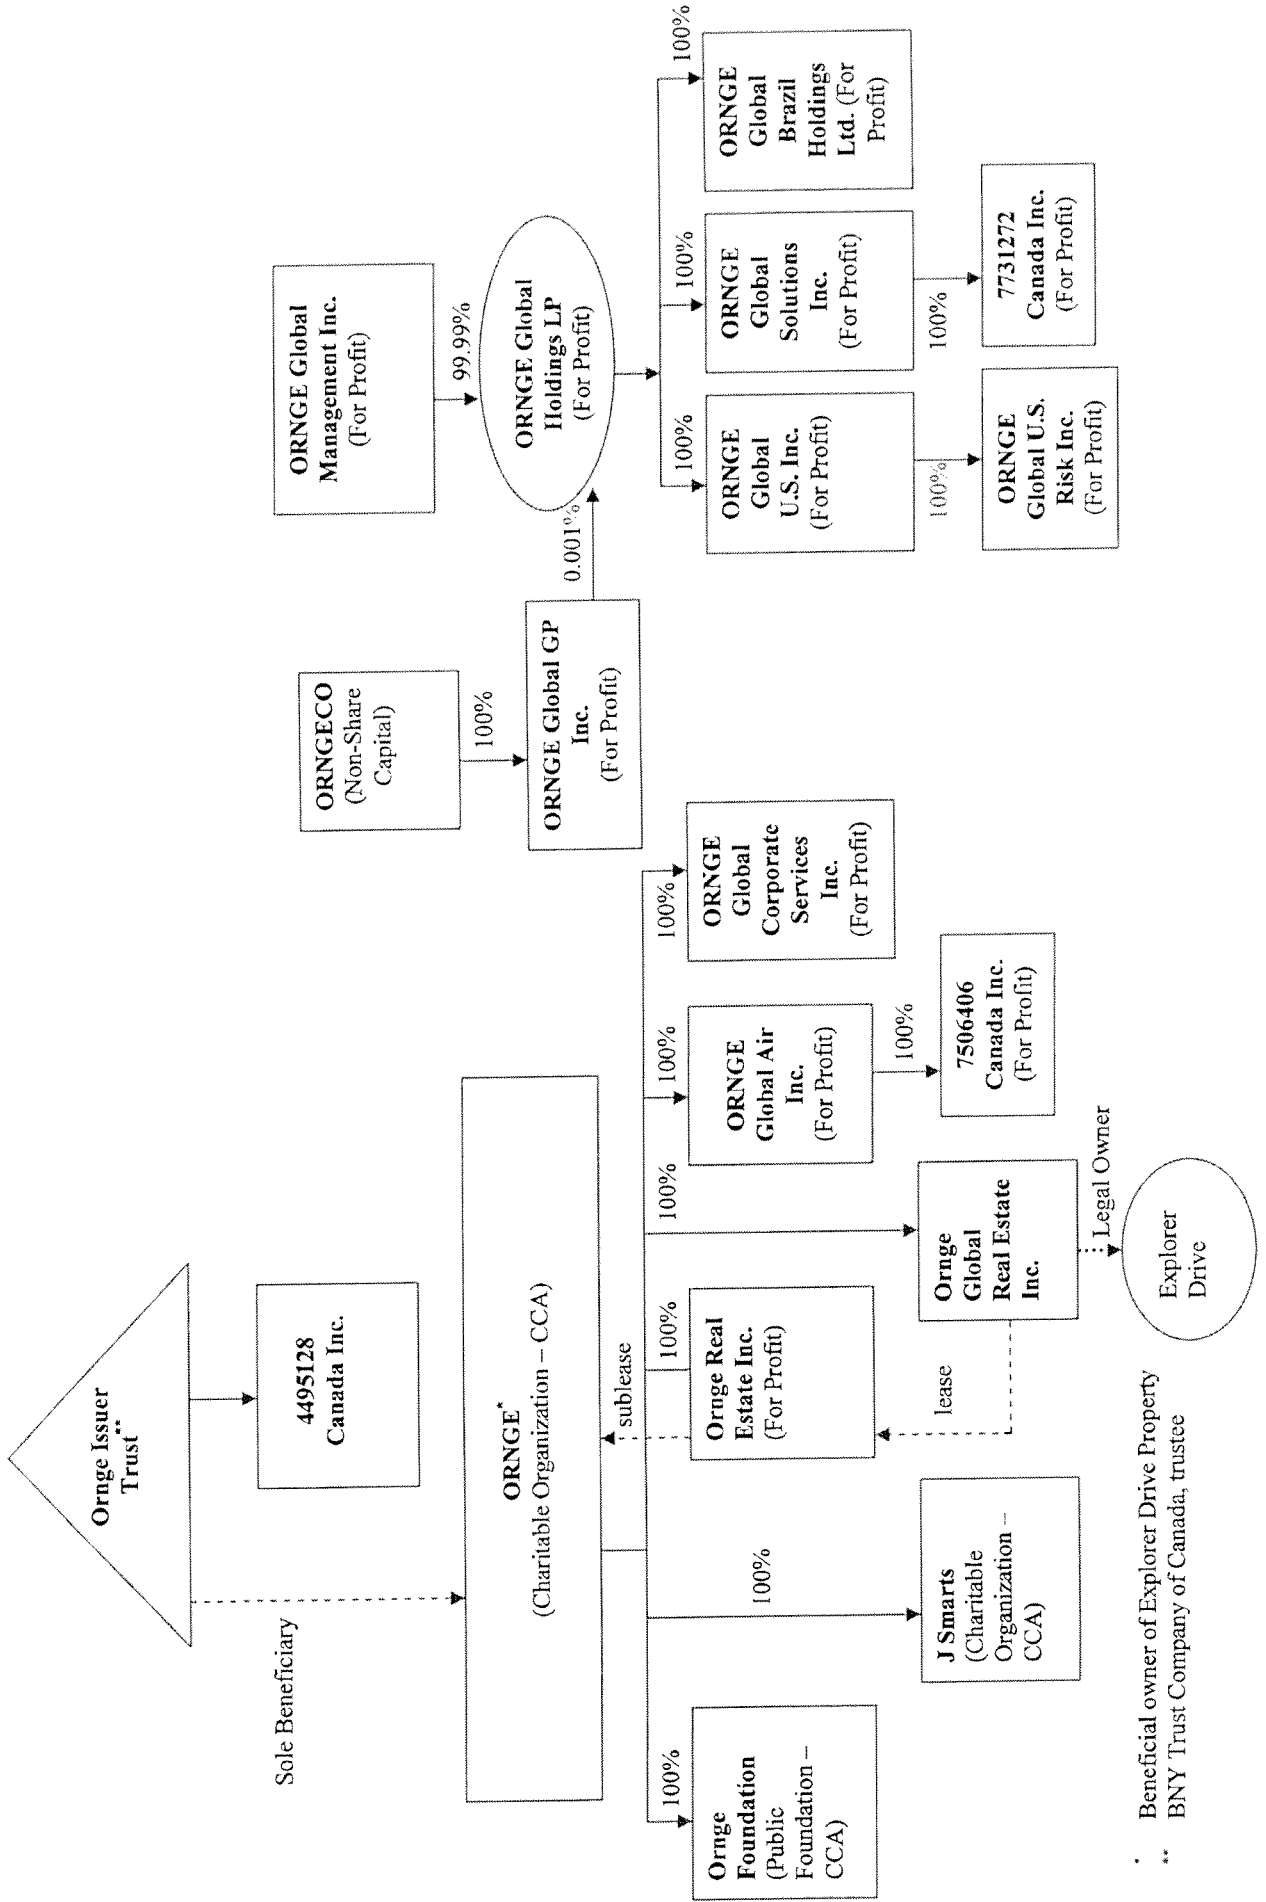 Ornge Issuer
Trust**
Sole Beneficiary
4495128
Canada Inc.
ORNGE*
(Charitable Organization – CCA)
sublease
100%
Ornge
Foundation
(Public
Foundation –
CCA)
100%
J Smarts
(Charitable
Organization –
CCA)
100%
Ornge Real
Estate Inc.
(For Profit)
lease
100%
Ornge
Global
Real Estate
Inc.
Legal Owner
Explorer
Drive
100%
ORNGE
Global Air
Inc.
(For Profit)
100%
7506406
Canada Inc.
(For Profit)
100%
ORNGE
Global
Corporate
Services
Inc.
(For Profit)
ORNGECO
(Non-Share
Capital)
100%
ORNGE Global GP
Inc.
(For Profit)
0.001%
ORNGE Global
Management Inc.
(For Profit)
99.99%
ORNGE Global
Holdings LP
(For Profit)
100%
ORNGE
Global
U.S. Inc.
(For Profit)
100%
ORNGE
Global U.S.
Risk Inc.
(For Profit)
100%
ORNGE
Global
Solutions
Inc.
(For Profit)
100%
7731272
Canada Inc.
(For Profit)
100%
ORNGE
Global
Brazil
Holdings
Ltd. (For
Profit)
* Beneficial owner of Explorer Drive Property
** BNY Trust Company of Canada, trustee